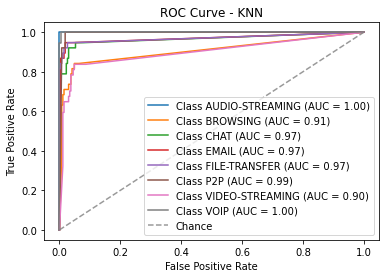 ROC Curve - KNN
True Positive Rate
1.0
0.8
0.6
0.4
0.2
0.0
Class AUDIO-STREAMING (AUC = 1.00)
Class BROWSING (AUC = 0.91)
Class CHAT (AUC = 0.97)
Class EMAIL (AUC = 0.97)
Class FILE-TRANSFER (AUC = 0.97)
Class P2P (AUC = 0.99)
Class VIDEO-STREAMING (AUC = 0.90)
Class VOIP (AUC = 1.00)
Chance
0.0 0.2 0.4 0.6 0.8 1.0
False Positive Rate